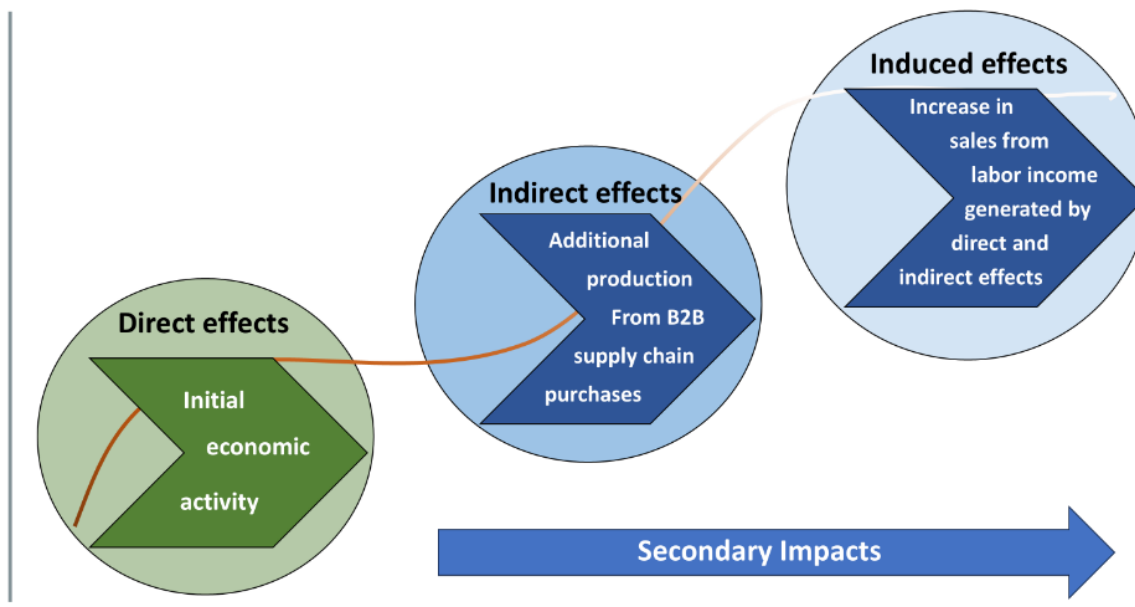 Direct effects
Initial
economic
activity
Indirect effects
Additional
production
From B2B
supply chain
purchases
Induced effects
Increase in
sales from
labor income
generated by
direct and
indirect effects
Secondary Impacts